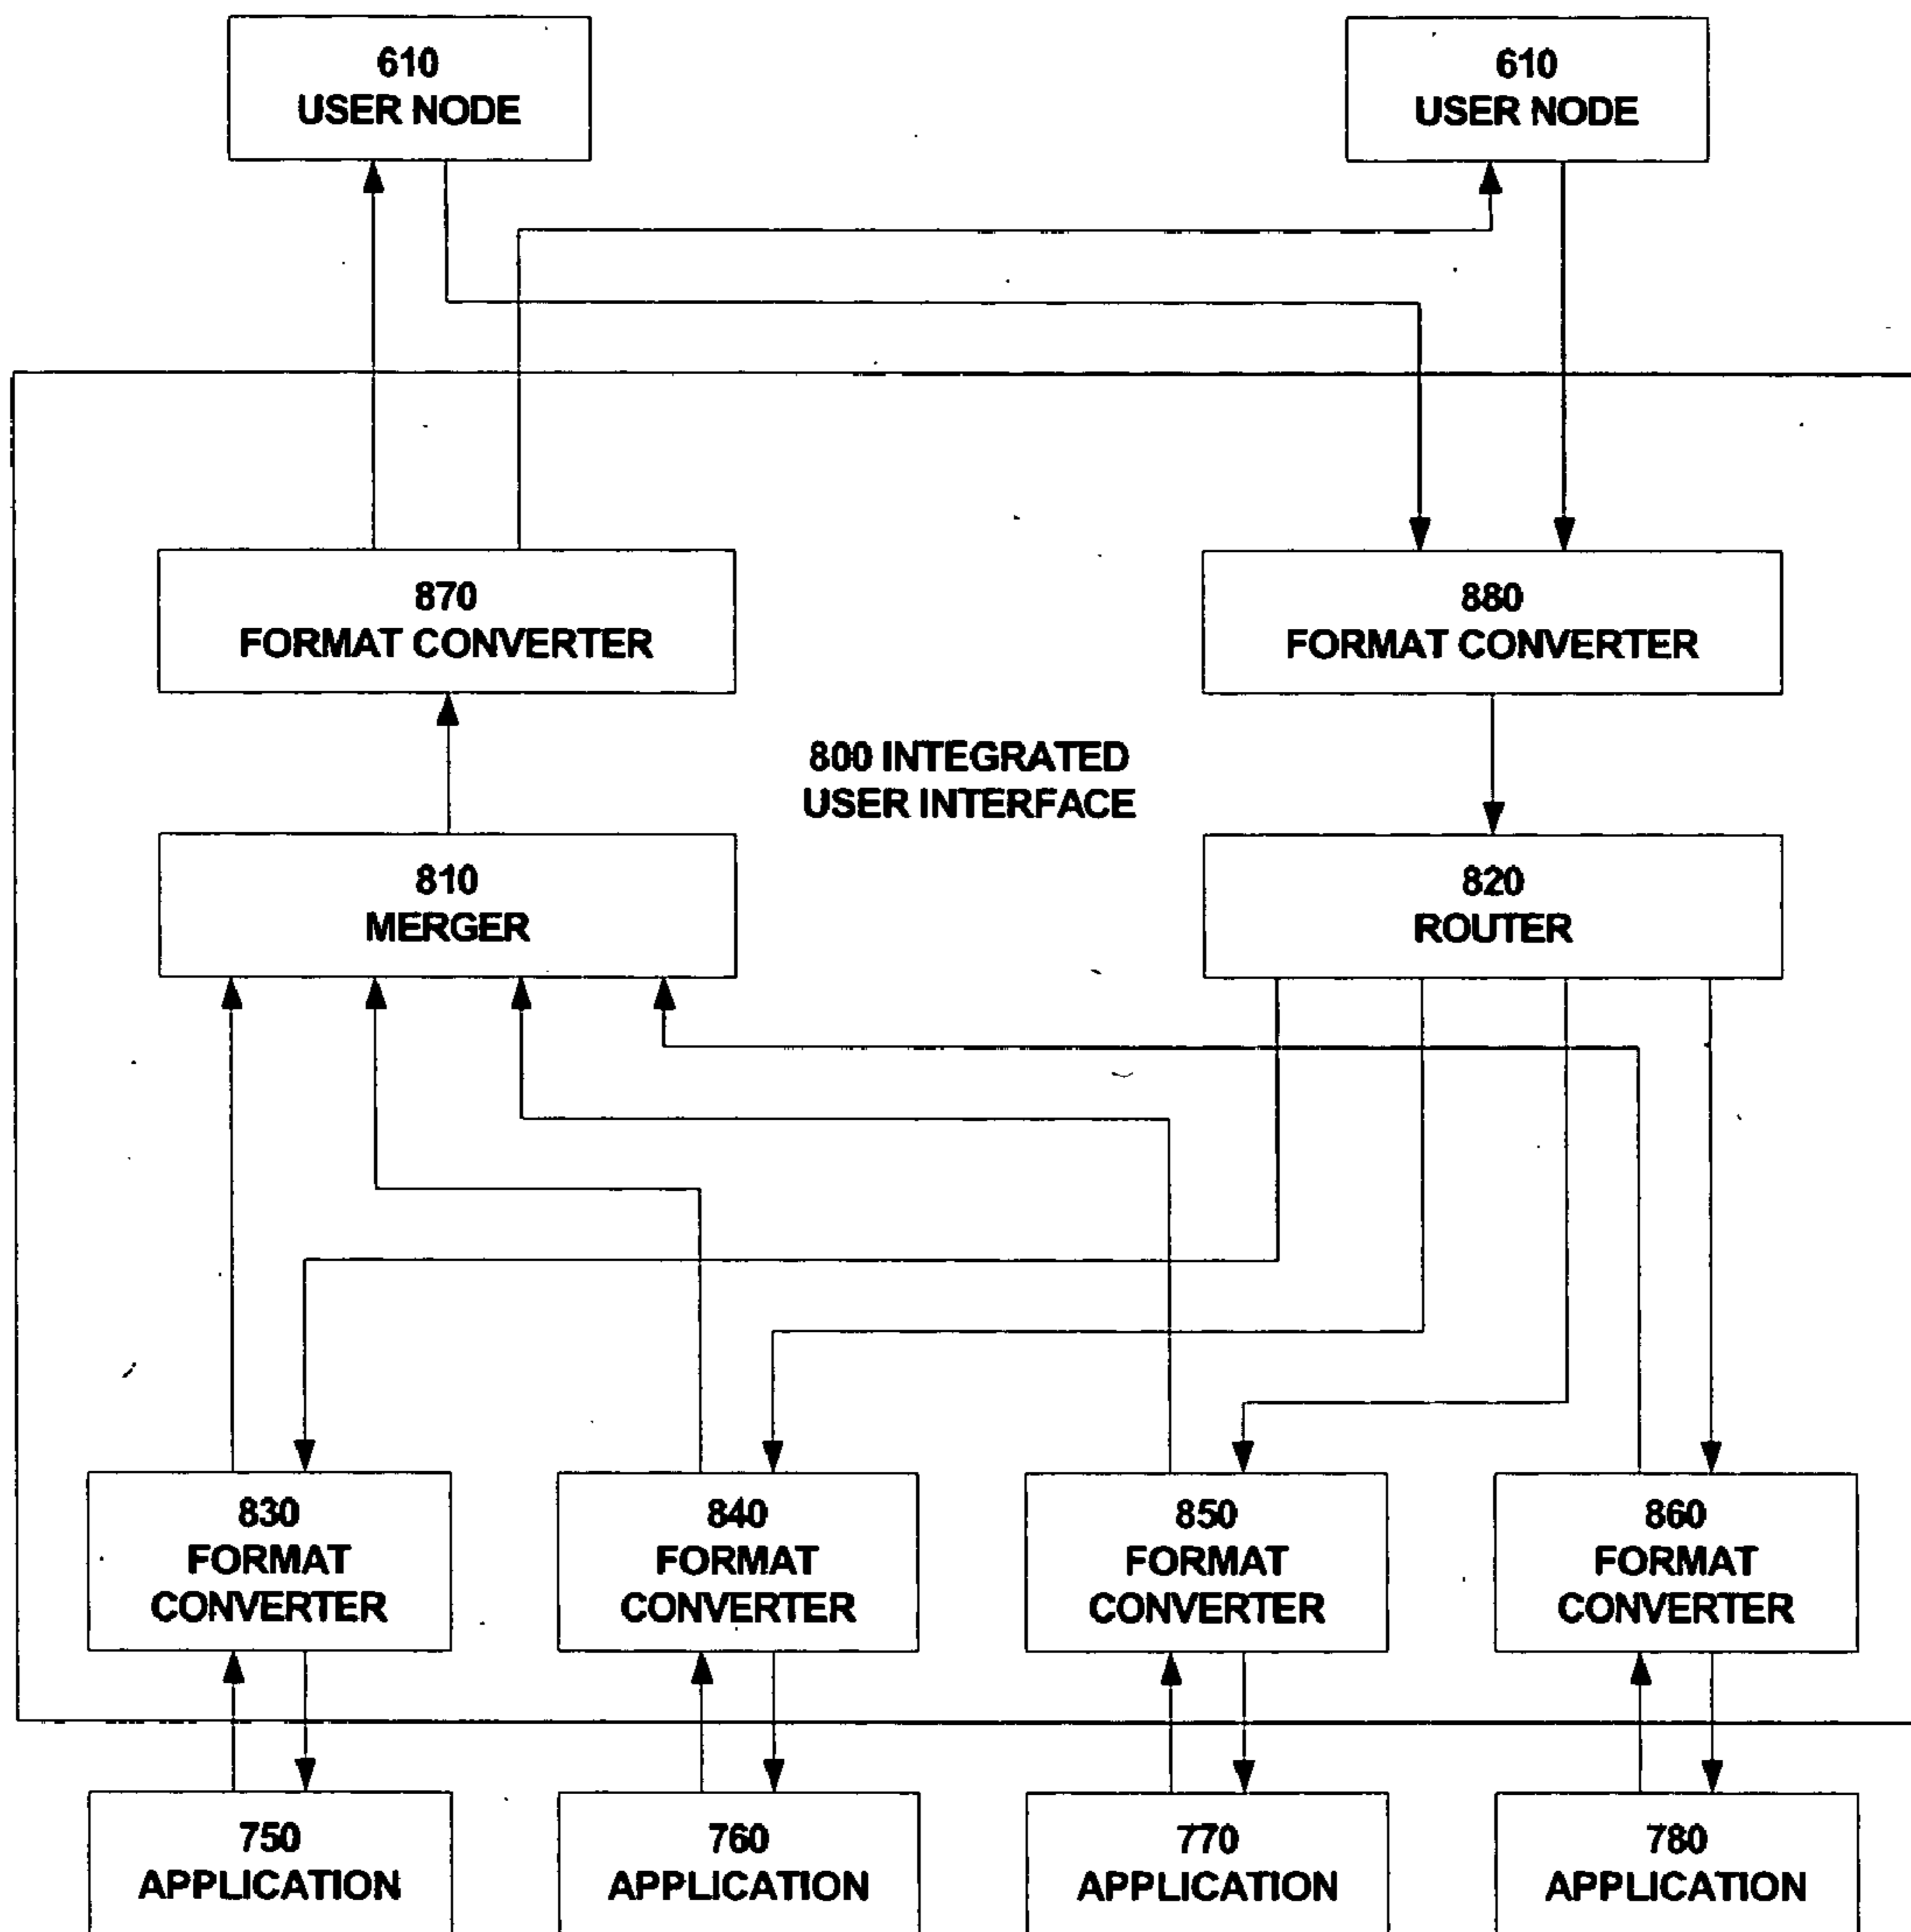 610
USER NODE
610
USER NODE
870
FORMAT CONVERTER
880
FORMAT CONVERTER
800 INTEGRATED
USER INTERFACE
810
MERGER
820
ROUTER
830
FORMAT
CONVERTER
840
FORMAT
CONVERTER
850
FORMAT
CONVERTER
860
FORMAT
CONVERTER
750
APPLICATION
760
APPLICATION
770
APPLICATION
780
APPLICATION